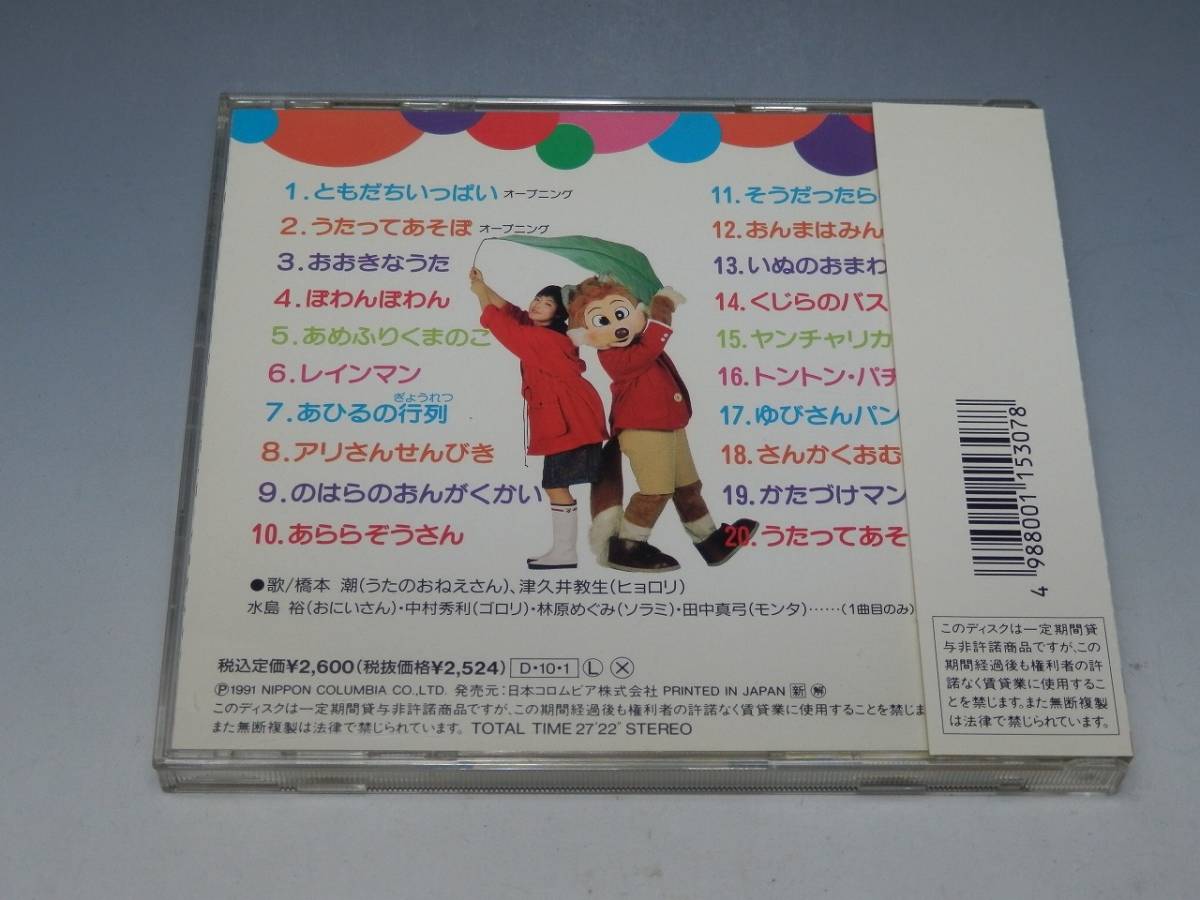 1.ともだちいっぱい オープニング
2.うたってあそぼ オープニング
3.おおきなうた
4.ぽわんぽわん
5.あめふりくまのこ
6.レインマン
7.あひるの行列
ぎょうれつ
8.アリさんせんびき
9.のはらのおんがくかい
10.あららぞうさん
11.そうだったら
12.おんまはみん
13.いぬのおまわ
14.くじらのバス
15.ヤンチャリカ
16.トントン・パチ
17.ゆびさんパン
18.さんかくおむ
19.かたづけマン
20.うたってあそ
●歌/橋本 潮(うたのおねえさん)、津久井教生(ヒョロリ)
水島 裕(おにいさん)・中村秀利(ゴロリ)・林原めぐみ(ソラミ)・田中真弓(モンタ)……(1曲目のみ)
税込定価¥2,600(税抜価格¥2,524) D・10・1 Ⓛ Ⓧ
Ⓟ1991 NIPPON COLUMBIA CO.,LTD. 発売元:日本コロムビア株式会社 PRINTED IN JAPAN 新 解
このディスクは一定期間貸与非許諾商品ですが、この期間経過後も権利者の許諾なく賃貸業に使用することを禁じま
また無断複製は法律で禁じられています。 TOTAL TIME 27'22" STEREO
4 988001 153078
このディスクは一定期間貸
与非許諾商品ですが、この
期間経過後も権利者の許
諾なく賃貸業に使用するこ
とを禁じます。また無断複製
は法律で禁じられています。